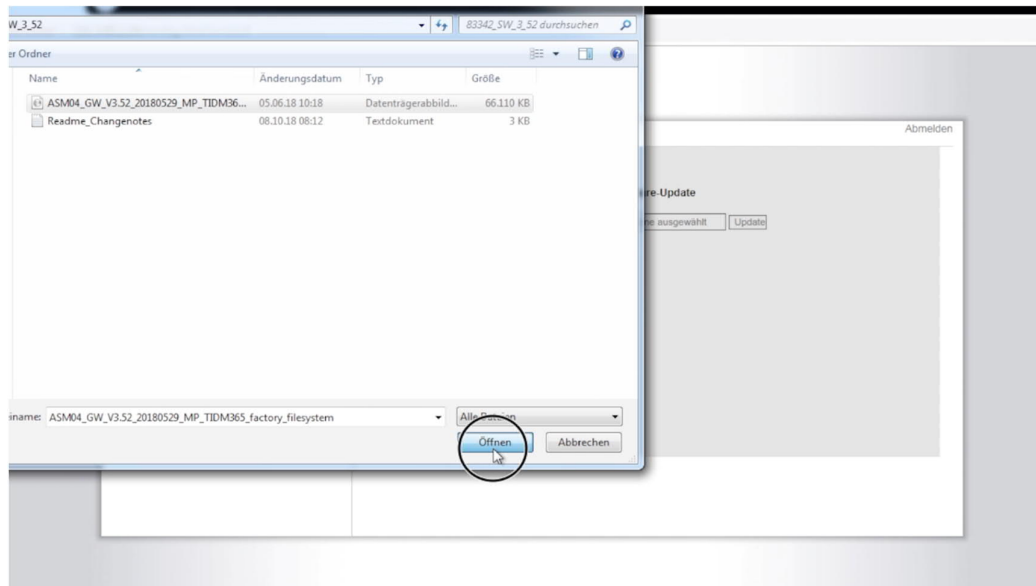 W_3_52
83342_SW_3_52 durchsuchen
er Ordner
Name Änderungsdatum Typ Größe
ASM04_GW_V3.52_20180529_MP_TIDM36... 05.06.18 10:18 Datenträgerabbild... 66.110 KB
Readme_Changenotes 08.10.18 08:12 Textdokument 3 KB
Abmelden
re-Update
ne ausgewählt Update
iname: ASM04_GW_V3.52_20180529_MP_TIDM365_factory_filesystem
Alle Dateien
Öffnen Abbrechen